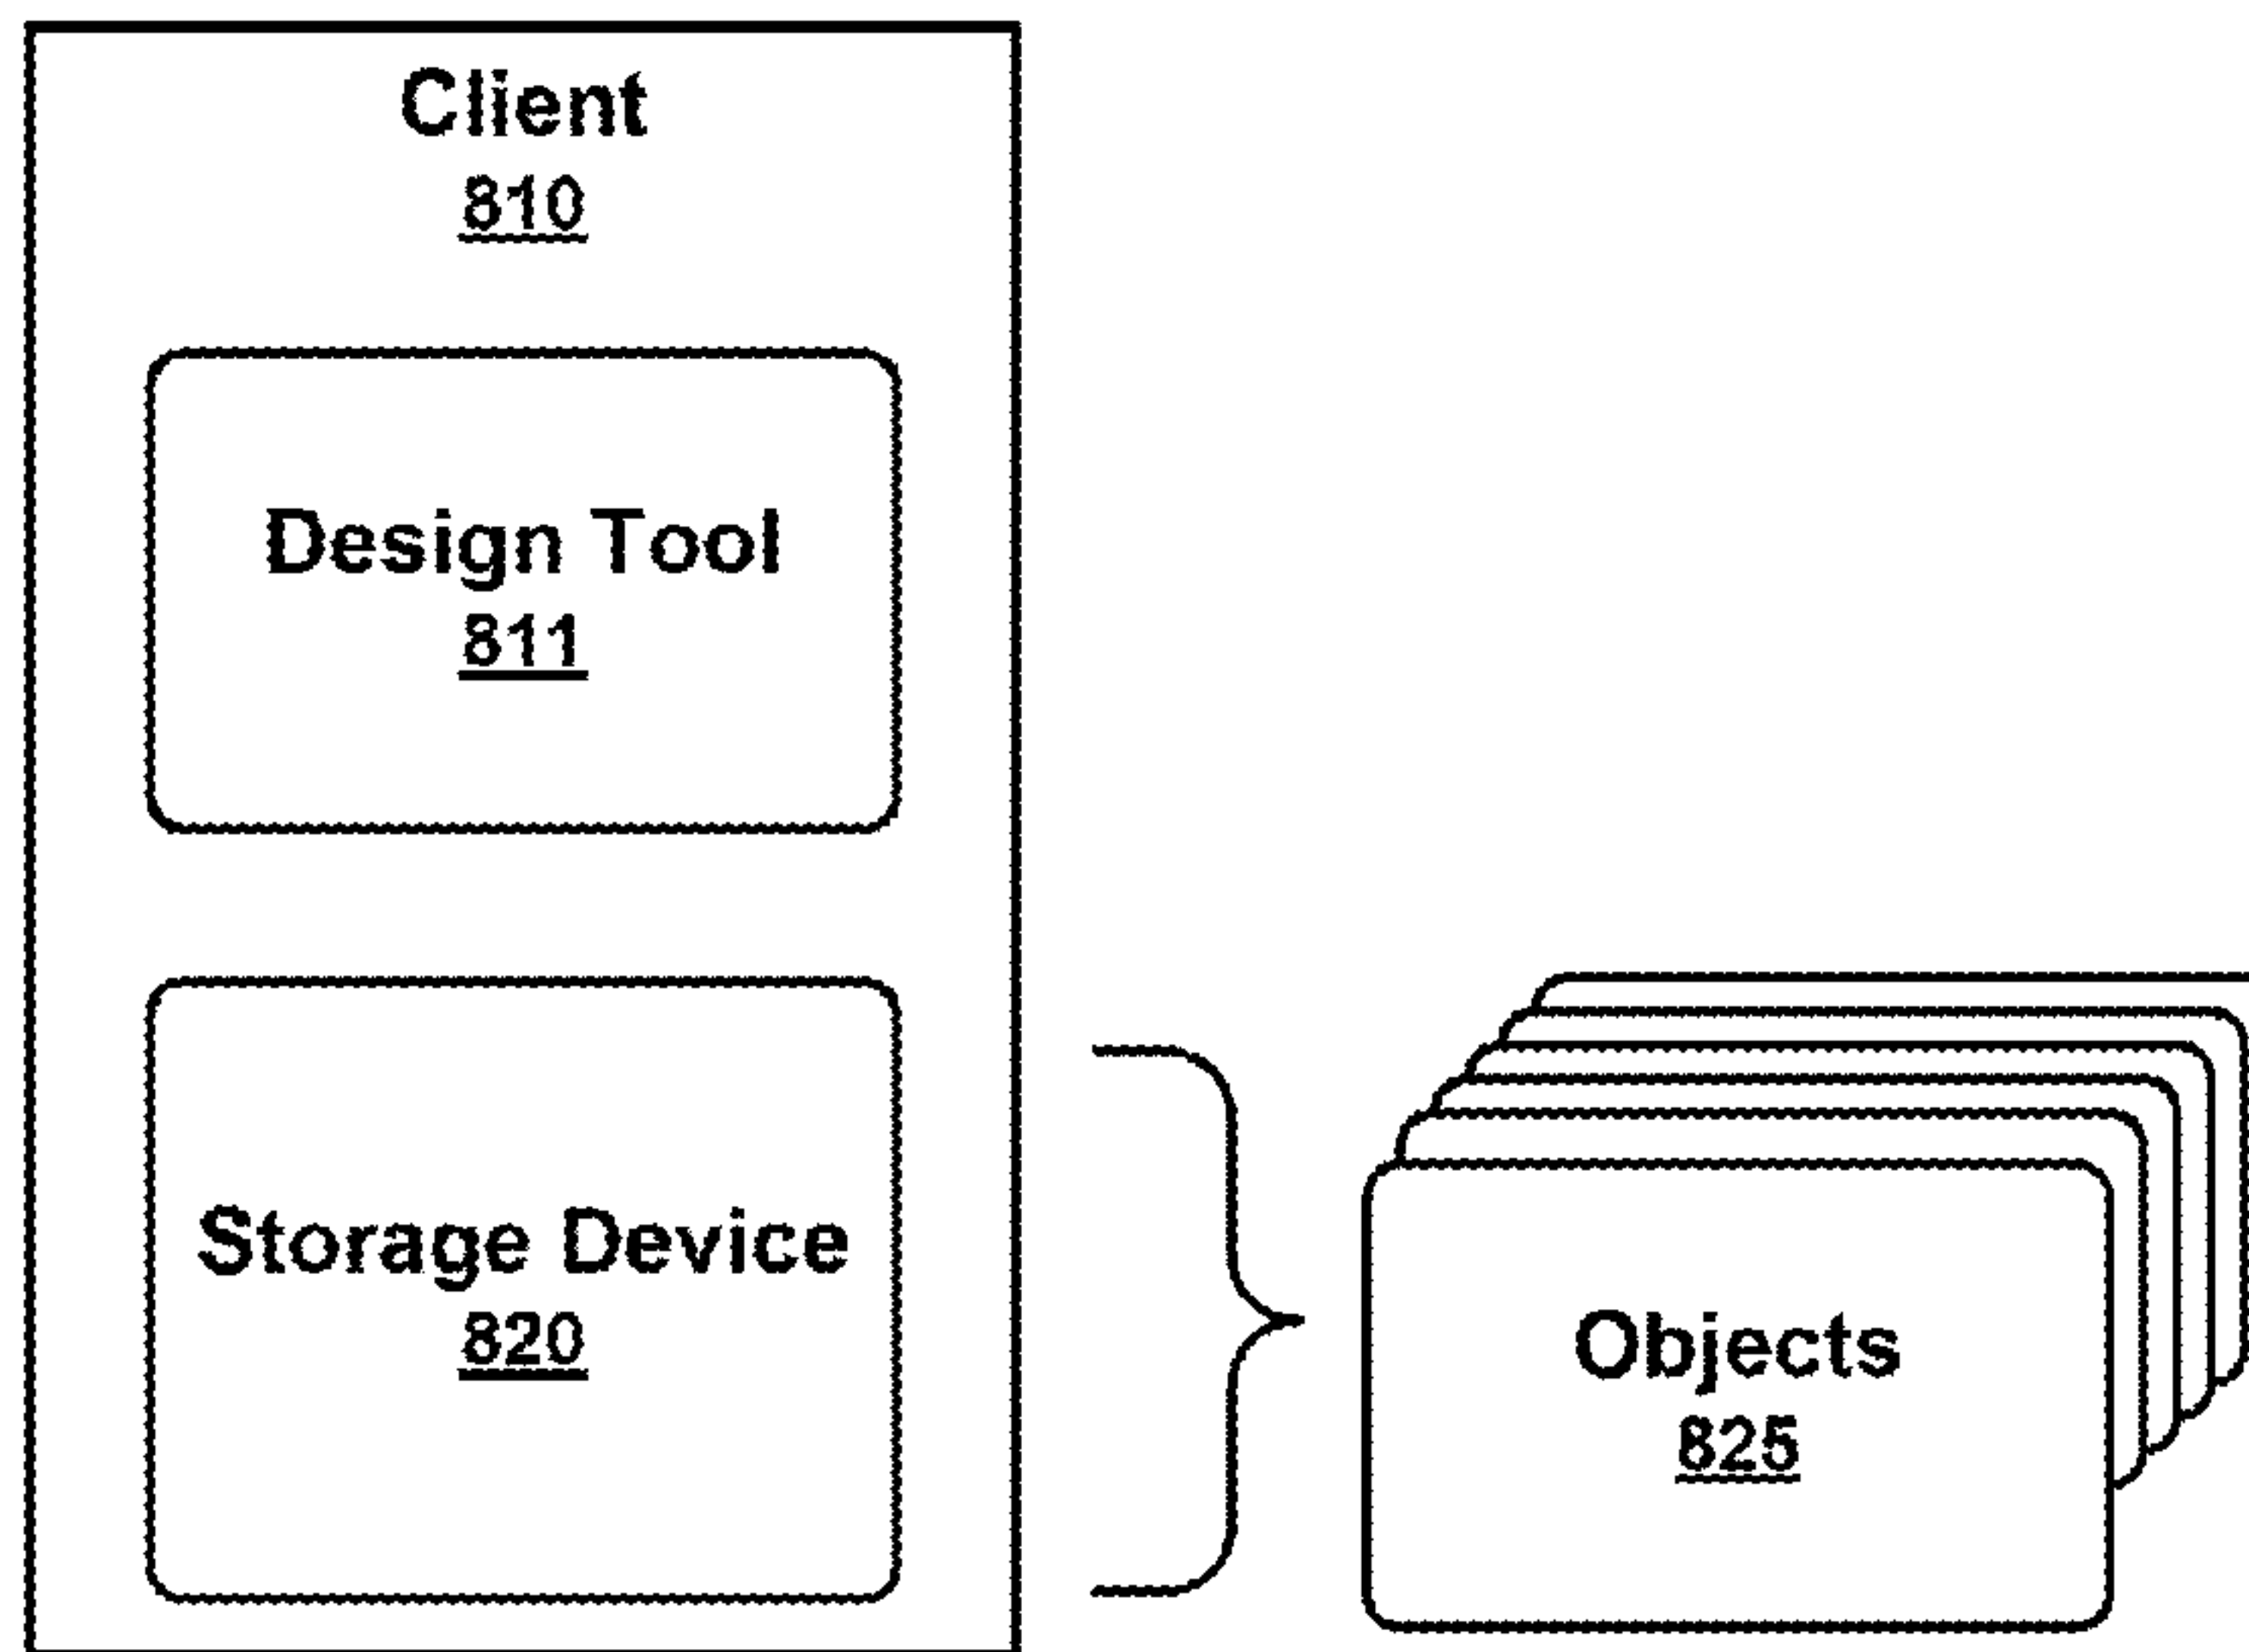 Client
810
Design Tool
811
Storage Device
820
Objects
825